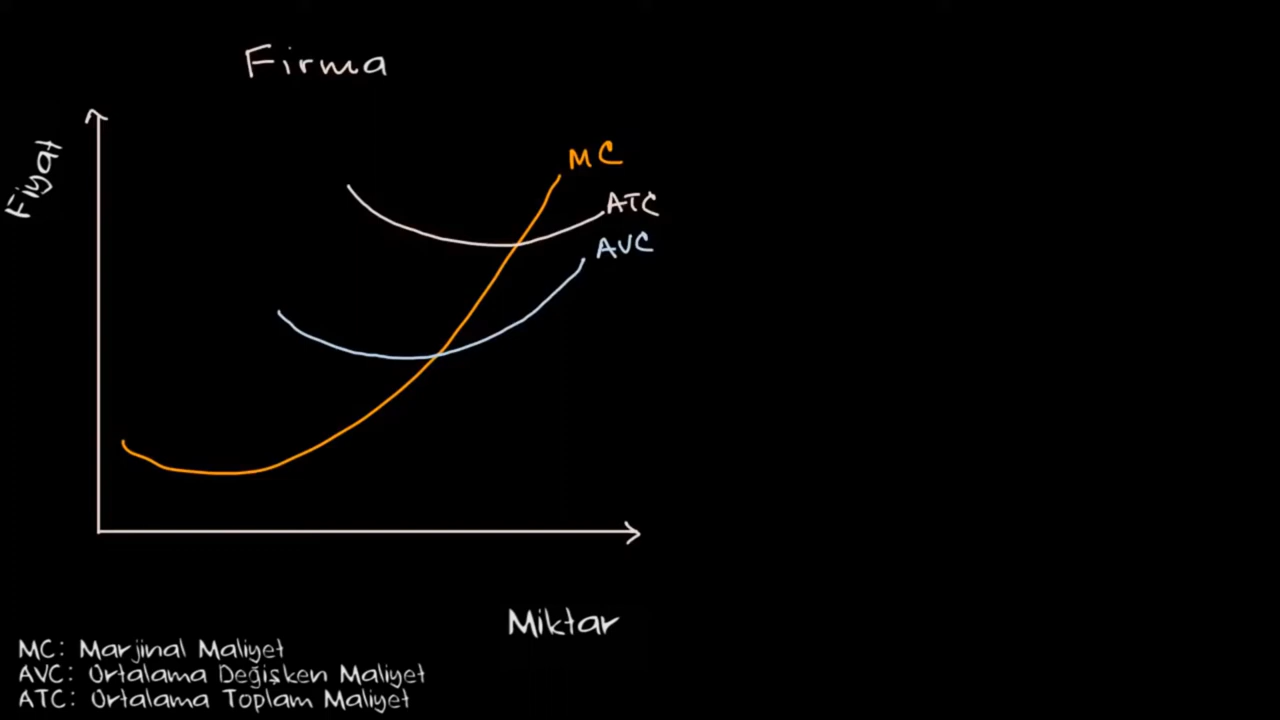 Firma
Fiyat
MC
ATC
AVC
Miktar
MC: Marjinal Maliyet
AVC: Ortalama Değişken Maliyet
ATC: Ortalama Toplam Maliyet